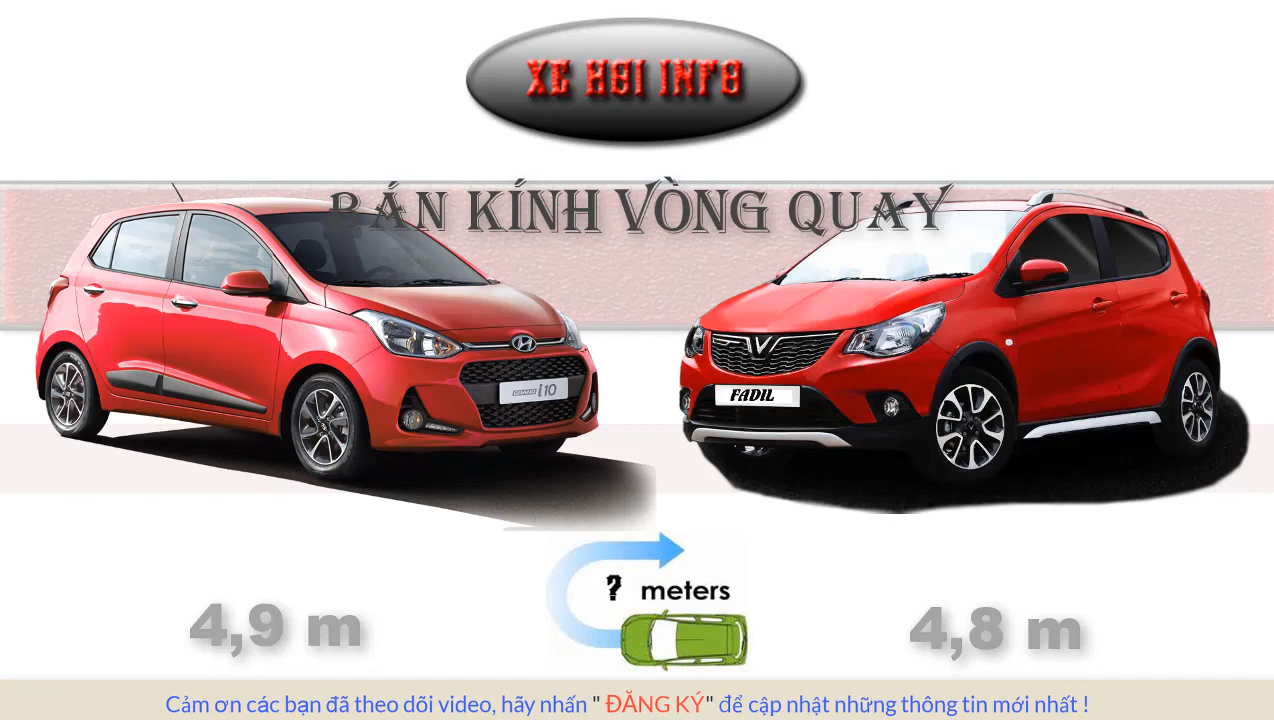 XE HOI INFO
BÁN KÍNH VÒNG QUAY
GRAND i10
FADIL
? meters
4,9 m
4,8 m
Cảm ơn các bạn đã theo dõi video, hãy nhấn " ĐĂNG KÝ" để cập nhật những thông tin mới nhất !